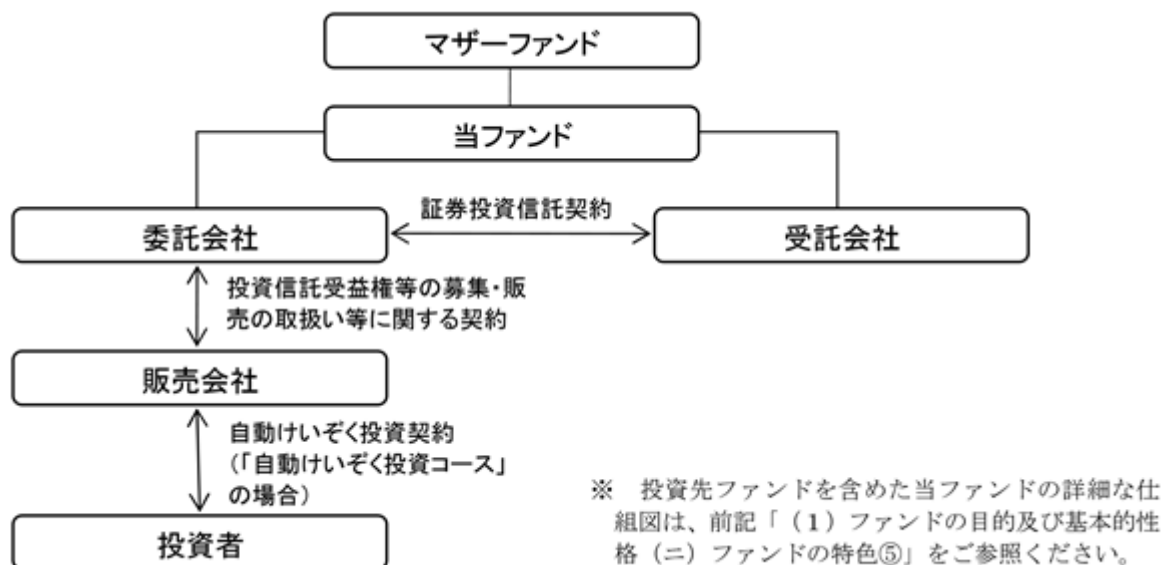 マザーファンド
当ファンド
証券投資信託契約
委託会社
受託会社
投資信託受益権等の募集・販
売の取扱い等に関する契約
販売会社
自動けいぞく投資契約
(「自動けいぞく投資コース」
の場合)
投資者
※ 投資先ファンドを含めた当ファンドの詳細な仕
組図は、前記「(1)ファンドの目的及び基本的性
格(ニ)ファンドの特色⑤」をご参照ください。